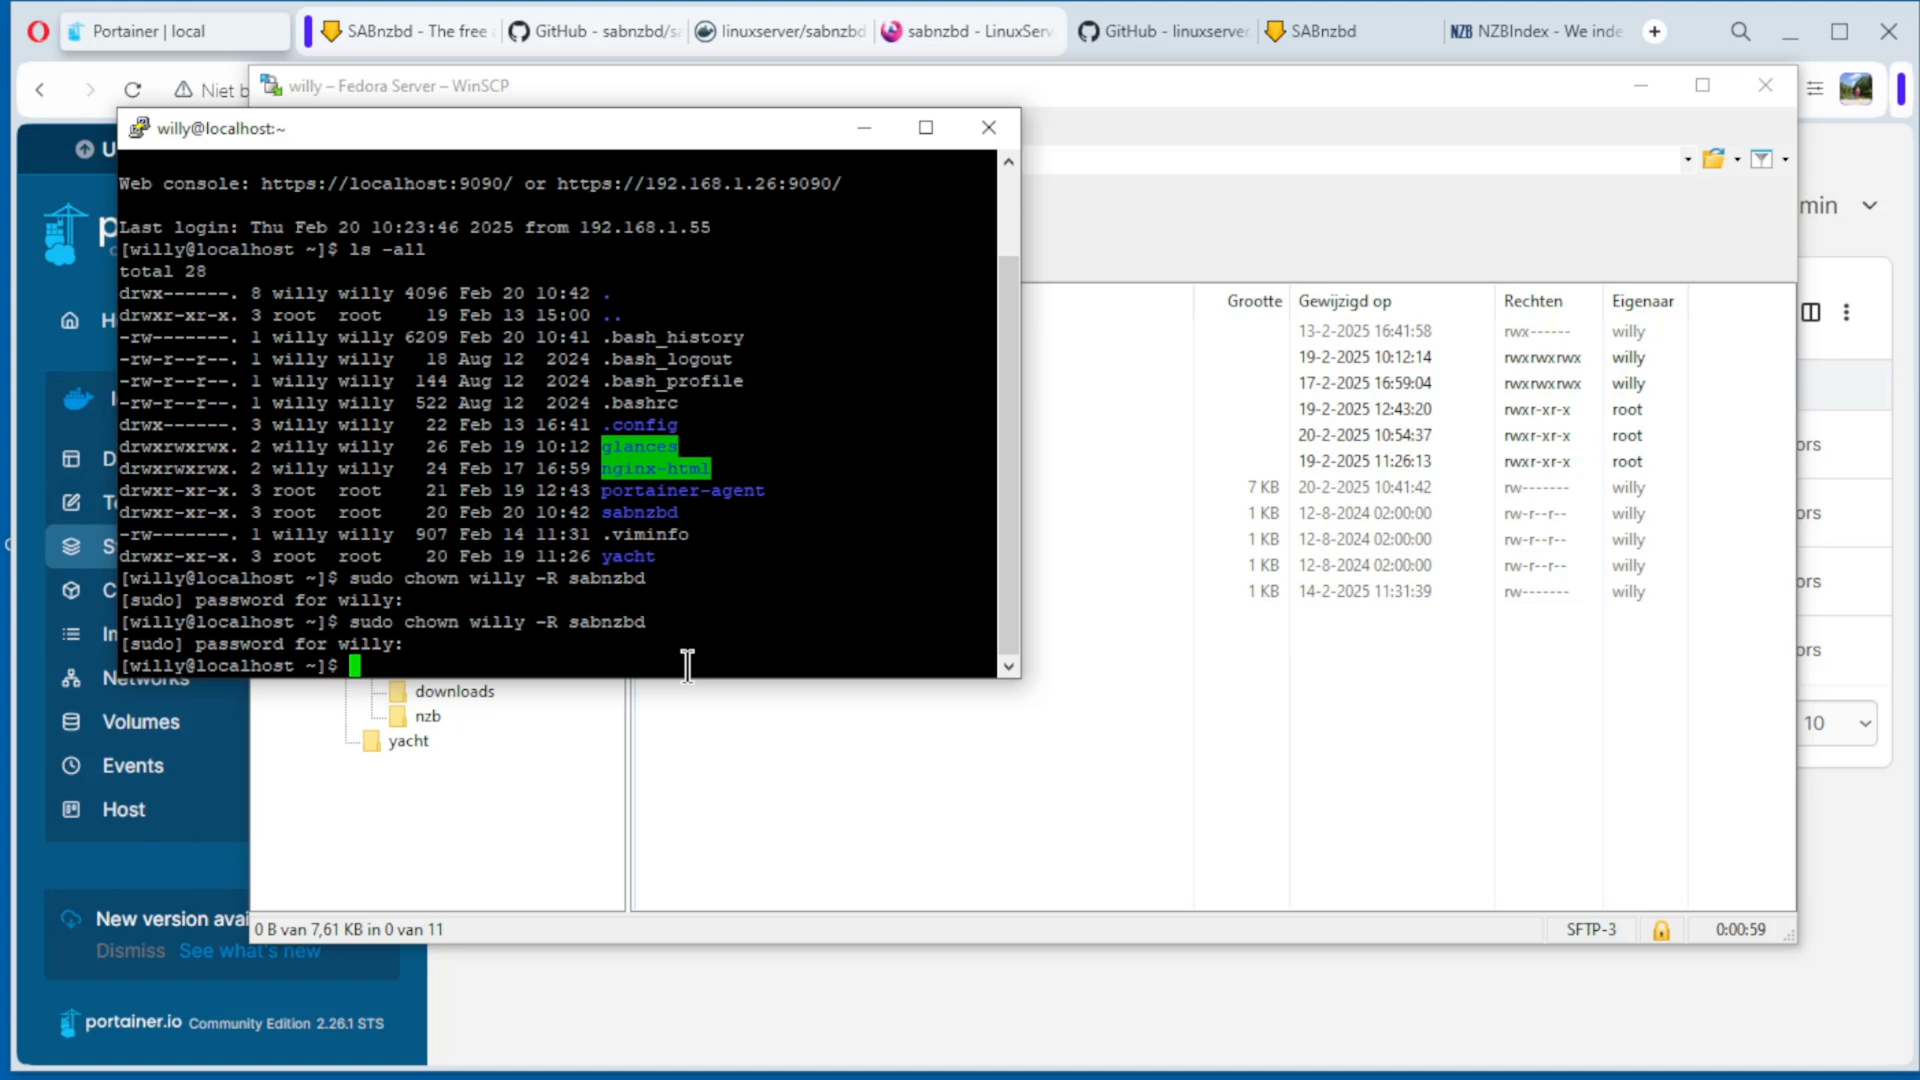 Portainer | local
SABnzbd - The free
GitHub - sabnzbd/s
linuxserver/sabnzbd
sabnzbd - LinuxServ
GitHub - linuxserver
SABnzbd
NZB NZBIndex - We inde
Niet b
willy – Fedora Server – WinSCP
willy@localhost:~
Web console: https://localhost:9090/ or https://192.168.1.26:9090/
Last login: Thu Feb 20 10:23:46 2025 from 192.168.1.55
[willy@localhost ~]$ ls -all
total 28
drwx------. 8 willy willy 4096 Feb 20 10:42 .
drwxr-xr-x. 3 root  root    19 Feb 13 15:00 ..
-rw-------. 1 willy willy 6209 Feb 20 10:41 .bash_history
-rw-r--r--. 1 willy willy   18 Aug 12  2024 .bash_logout
-rw-r--r--. 1 willy willy  144 Aug 12  2024 .bash_profile
-rw-r--r--. 1 willy willy  522 Aug 12  2024 .bashrc
drwx------. 3 willy willy   22 Feb 13 16:41 .config
drwxrwxrwx. 2 willy willy   26 Feb 19 10:12 glances
drwxrwxrwx. 2 willy willy   24 Feb 17 16:59 nginx-html
drwxr-xr-x. 3 root  root    21 Feb 19 12:43 portainer-agent
drwxr-xr-x. 3 root  root    20 Feb 20 10:42 sabnzbd
-rw-------. 1 willy willy  907 Feb 14 11:31 .viminfo
drwxr-xr-x. 3 root  root    20 Feb 19 11:26 yacht
[willy@localhost ~]$ sudo chown willy -R sabnzbd
[sudo] password for willy:
[willy@localhost ~]$ sudo chown willy -R sabnzbd
[sudo] password for willy:
[willy@localhost ~]$
Grootte Gewijzigd op Rechten Eigenaar
13-2-2025 16:41:58 rwx------ willy
19-2-2025 10:12:14 rwxrwxrwx willy
17-2-2025 16:59:04 rwxrwxrwx willy
19-2-2025 12:43:20 rwxr-xr-x root
20-2-2025 10:54:37 rwxr-xr-x root
19-2-2025 11:26:13 rwxr-xr-x root
7 KB 20-2-2025 10:41:42 rw------- willy
1 KB 12-8-2024 02:00:00 rw-r--r-- willy
1 KB 12-8-2024 02:00:00 rw-r--r-- willy
1 KB 12-8-2024 02:00:00 rw-r--r-- willy
1 KB 14-2-2025 11:31:39 rw------- willy
downloads
nzb
yacht
0 B van 7,61 KB in 0 van 11
SFTP-3
0:00:59
U
p
H
l
D
Te
S
C
In
Networks
Volumes
Events
Host
New version avai
Dismiss See what's new
portainer.io Community Edition 2.26.1 STS
min
ors
ors
ors
ors
10